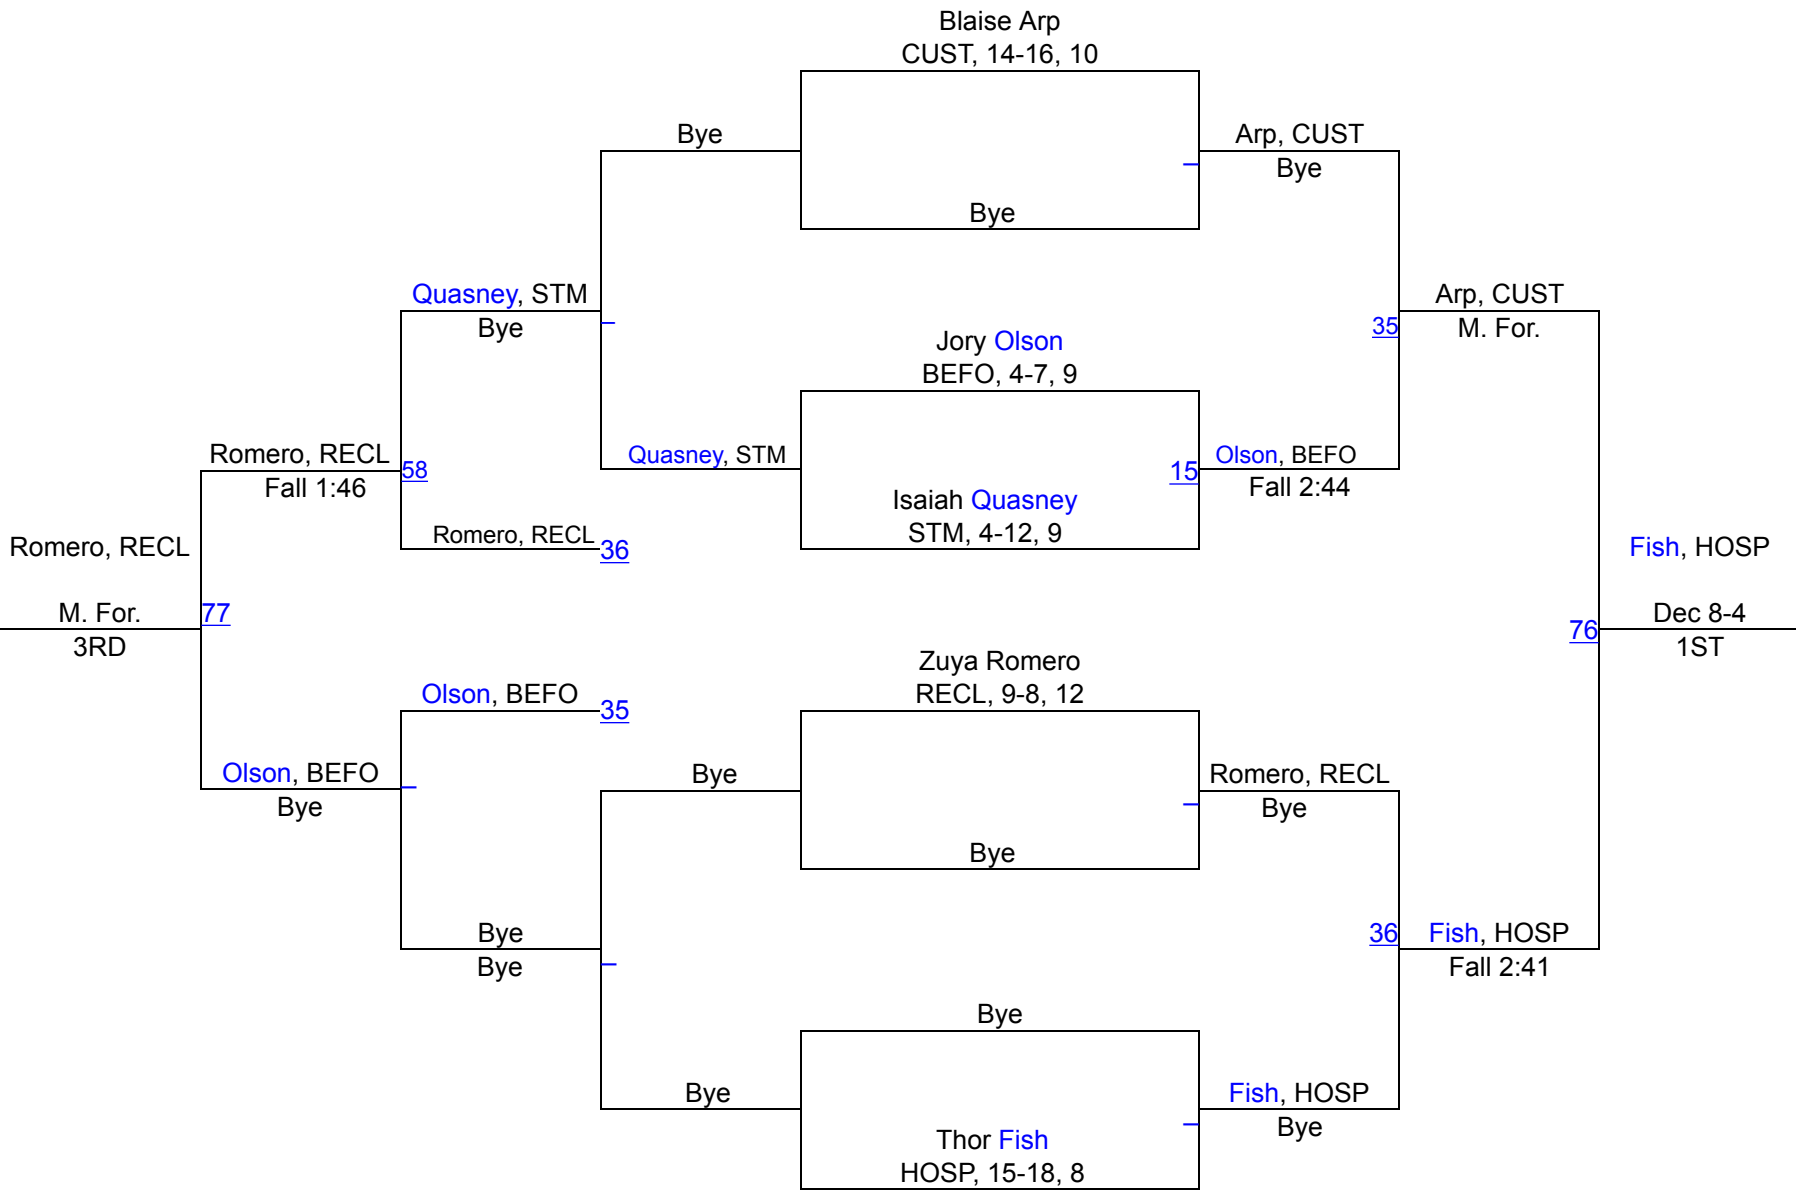 Blaise Arp
CUST, 14-16, 10
Bye
Arp, CUST
Bye
Bye
Quasney, STM
Bye
Arp, CUST
35
M. For.
Jory Olson
BEFO, 4-7, 9
Romero, RECL
58
Fall 1:46
Quasney, STM
15
Olson, BEFO
Fall 2:44
Isaiah Quasney
STM, 4-12, 9
Romero, RECL
36
Romero, RECL
M. For.
77
3RD
Fish, HOSP
Dec 8-4
76
1ST
Zuya Romero
RECL, 9-8, 12
Olson, BEFO
35
Olson, BEFO
Bye
Bye
Romero, RECL
Bye
Bye
Bye
Bye
36
Fish, HOSP
Fall 2:41
Bye
Bye
Fish, HOSP
Bye
Thor Fish
HOSP, 15-18, 8